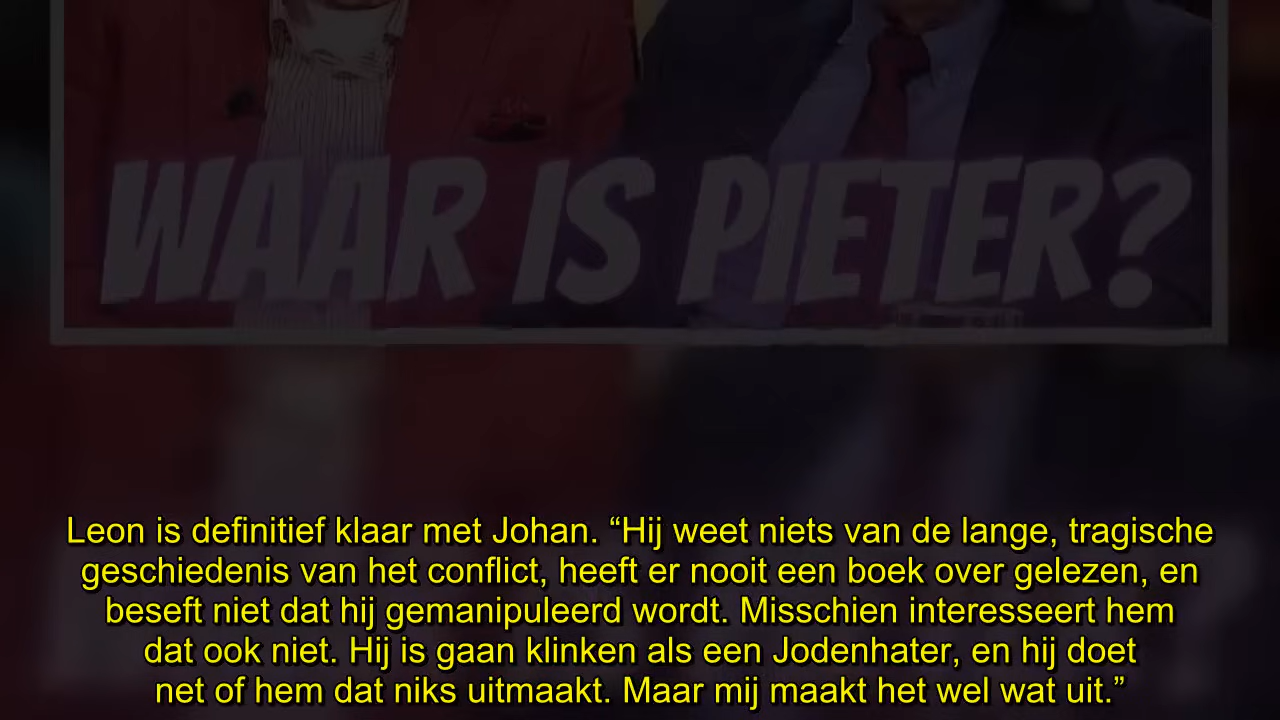 WAAR IS PIETER?
Leon is definitief klaar met Johan. “Hij weet niets van de lange, tragische
geschiedenis van het conflict, heeft er nooit een boek over gelezen, en
beseft niet dat hij gemanipuleerd wordt. Misschien interesseert hem
dat ook niet. Hij is gaan klinken als een Jodenhater, en hij doet
net of hem dat niks uitmaakt. Maar mij maakt het wel wat uit.”